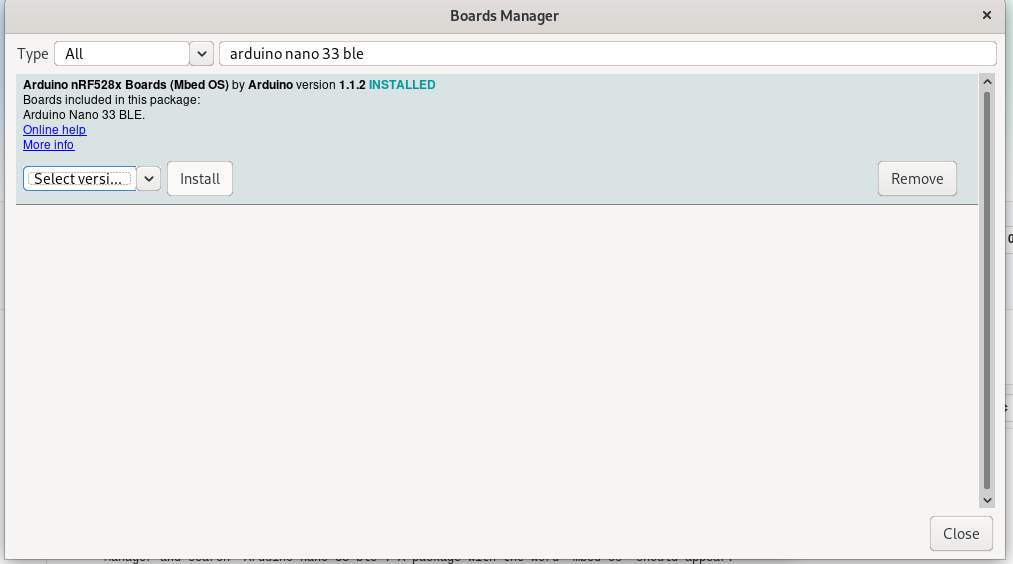 Boards Manager
Type All arduino nano 33 ble
Arduino nRF528x Boards (Mbed OS) by Arduino version 1.1.2 INSTALLED
Boards included in this package:
Arduino Nano 33 BLE.
Online help
More info
Select versi... Install Remove
Close